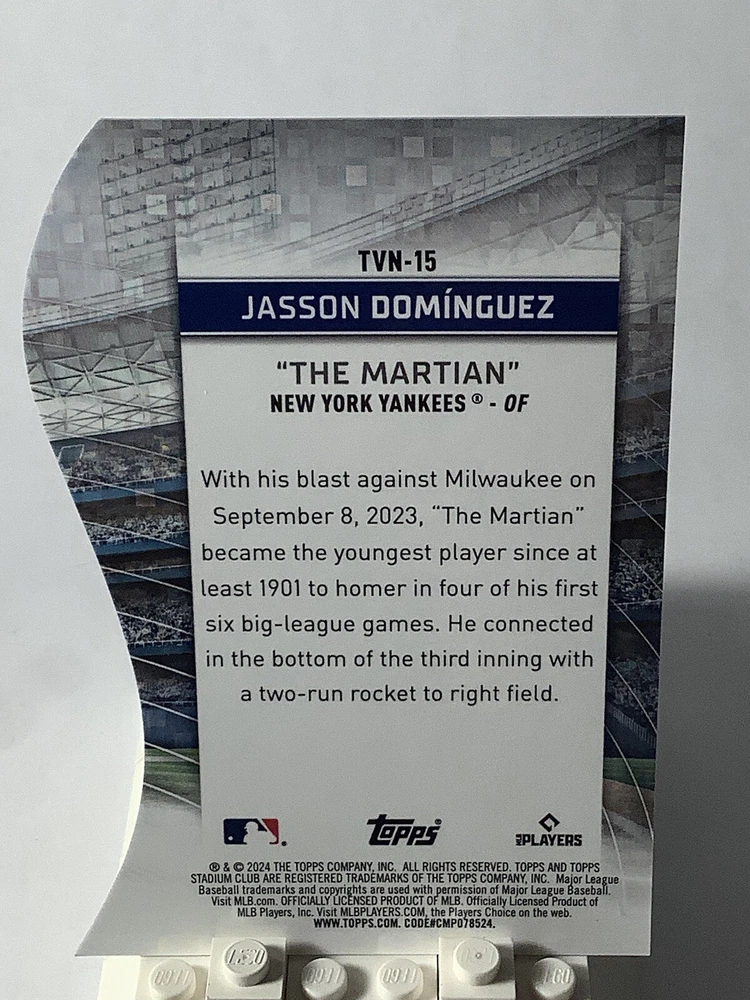 TVN-15
JASSON DOMÍNGUEZ
“THE MARTIAN”
NEW YORK YANKEES® - OF
With his blast against Milwaukee on
September 8, 2023, “The Martian”
became the youngest player since at
least 1901 to homer in four of his first
six big-league games. He connected
in the bottom of the third inning with
a two-run rocket to right field.
Topps®
MLB PLAYERS
® & © 2024 THE TOPPS COMPANY, INC. ALL RIGHTS RESERVED. TOPPS AND TOPPS
STADIUM CLUB ARE REGISTERED TRADEMARKS OF THE TOPPS COMPANY, INC. Major League
Baseball trademarks and copyrights are used with permission of Major League Baseball.
Visit MLB.com. OFFICIALLY LICENSED PRODUCT OF MLB. Officially Licensed Product of
MLB Players, Inc. Visit MLBPLAYERS.COM, the Players Choice on the web.
WWW.TOPPS.COM. CODE#CMP078524.
LEGO